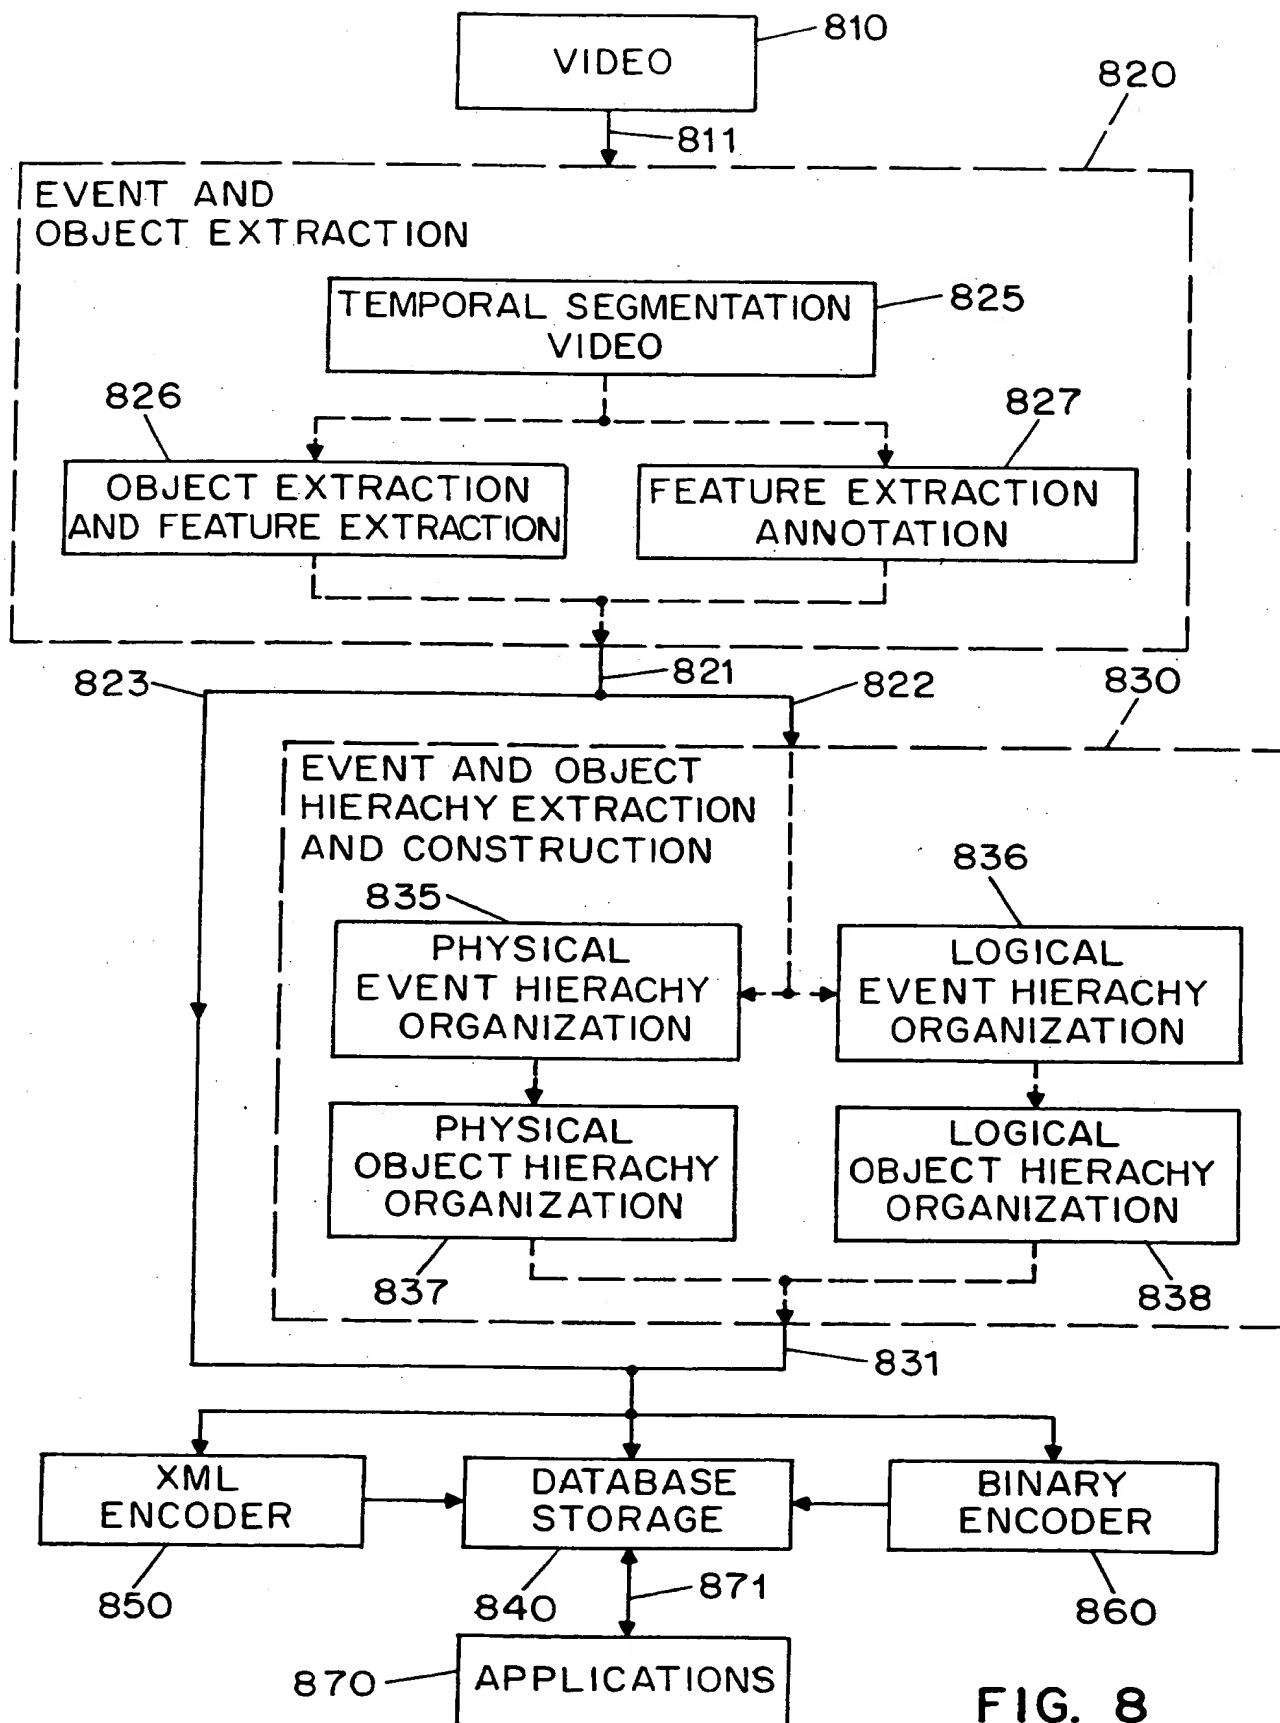 VIDEO
810
811
820
EVENT AND
OBJECT EXTRACTION
TEMPORAL SEGMENTATION
VIDEO
825
826
827
OBJECT EXTRACTION
AND FEATURE EXTRACTION
FEATURE EXTRACTION
ANNOTATION
821
822
823
830
EVENT AND OBJECT
HIERACHY EXTRACTION
AND CONSTRUCTION
835
836
PHYSICAL
EVENT HIERACHY
ORGANIZATION
LOGICAL
EVENT HIERACHY
ORGANIZATION
PHYSICAL
OBJECT HIERACHY
ORGANIZATION
LOGICAL
OBJECT HIERACHY
ORGANIZATION
837
838
831
XML
ENCODER
DATABASE
STORAGE
BINARY
ENCODER
850
840
871
860
870
APPLICATIONS
FIG. 8